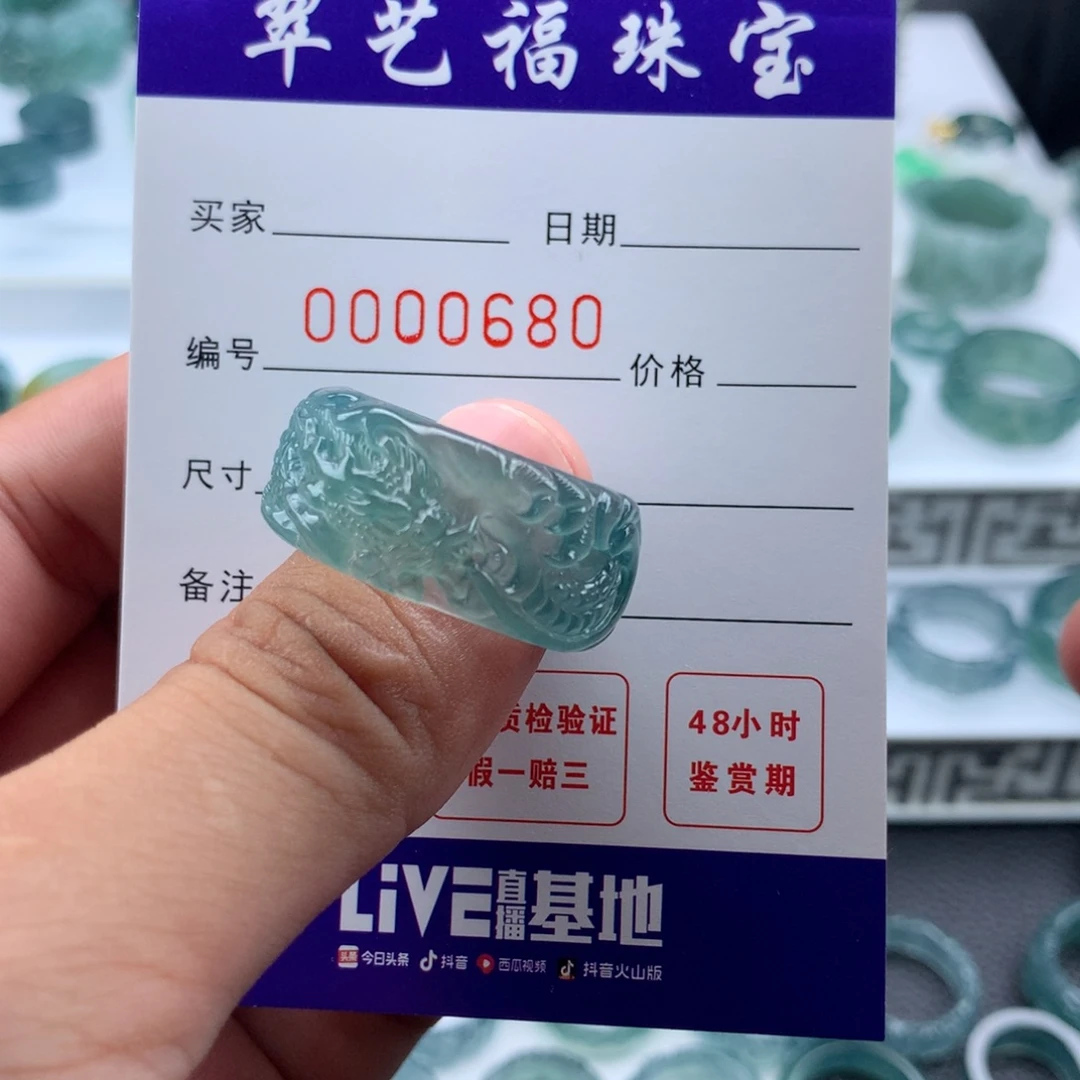 翠艺福珠宝
买家 日期
0000680
编号 价格
尺寸
备注
质检验证
假一赔三
48小时
鉴赏期
LiVE直播基地
今日头条 抖音 西瓜视频 抖音火山版